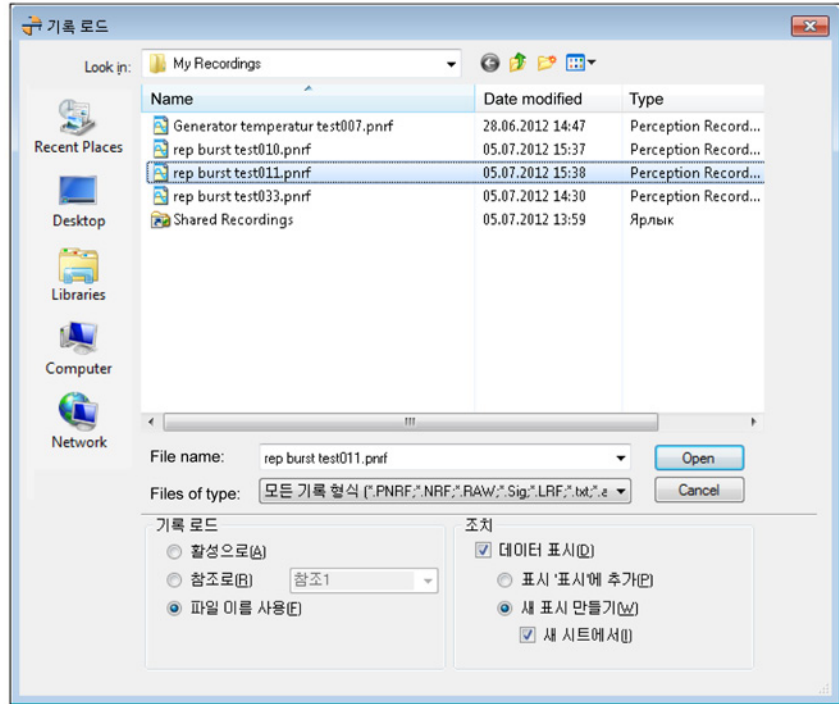 기록 로드
Look in: My Recordings
Name Date modified Type
Recent Places
Generator temperatur test007.pnrf 28.06.2012 14:47 Perception Record...
rep burst test010.pnrf 05.07.2012 15:37 Perception Record...
rep burst test011.pnrf 05.07.2012 15:38 Perception Record...
rep burst test033.pnrf 05.07.2012 14:30 Perception Record...
Shared Recordings 05.07.2012 13:59 Ярлык
Desktop
Libraries
Computer
Network
File name: rep burst test011.pnrf Open
Files of type: 모든 기록 형식 (*.PNRF;*.NRF;*.RAW;*.Sig;*.LRF;*.txt;*.a Cancel
기록 로드 조치
활성으로(A) 데이터 표시(D)
참조로(R) 참조1 표시 '표시'에 추가(P)
파일 이름 사용(F) 새 표시 만들기(W)
새 시트에서(I)